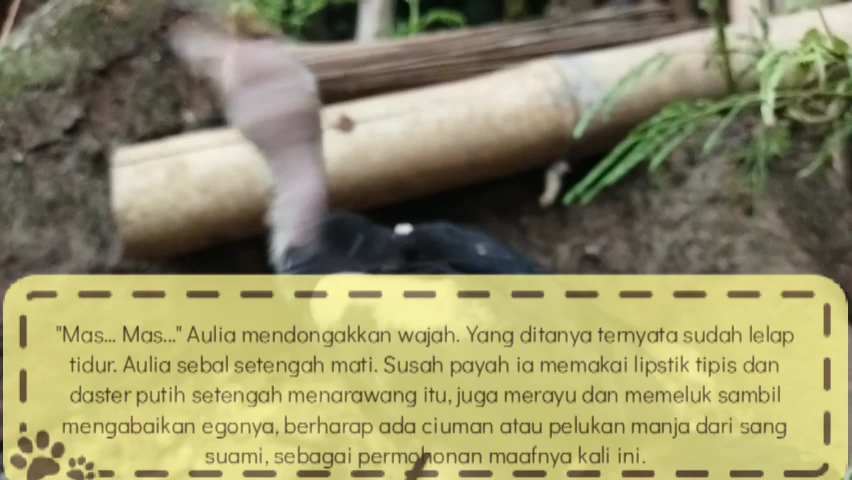 "Mas... Mas..." Aulia mendongakkan wajah. Yang ditanya ternyata sudah lelap
tidur. Aulia sebal setengah mati. Susah payah ia memakai lipstik tipis dan
daster putih setengah menarawang itu, juga merayu dan memeluk sambil
mengabaikan egonya, berharap ada ciuman atau pelukan manja dari sang
suami, sebagai permohonan maafnya kali ini.